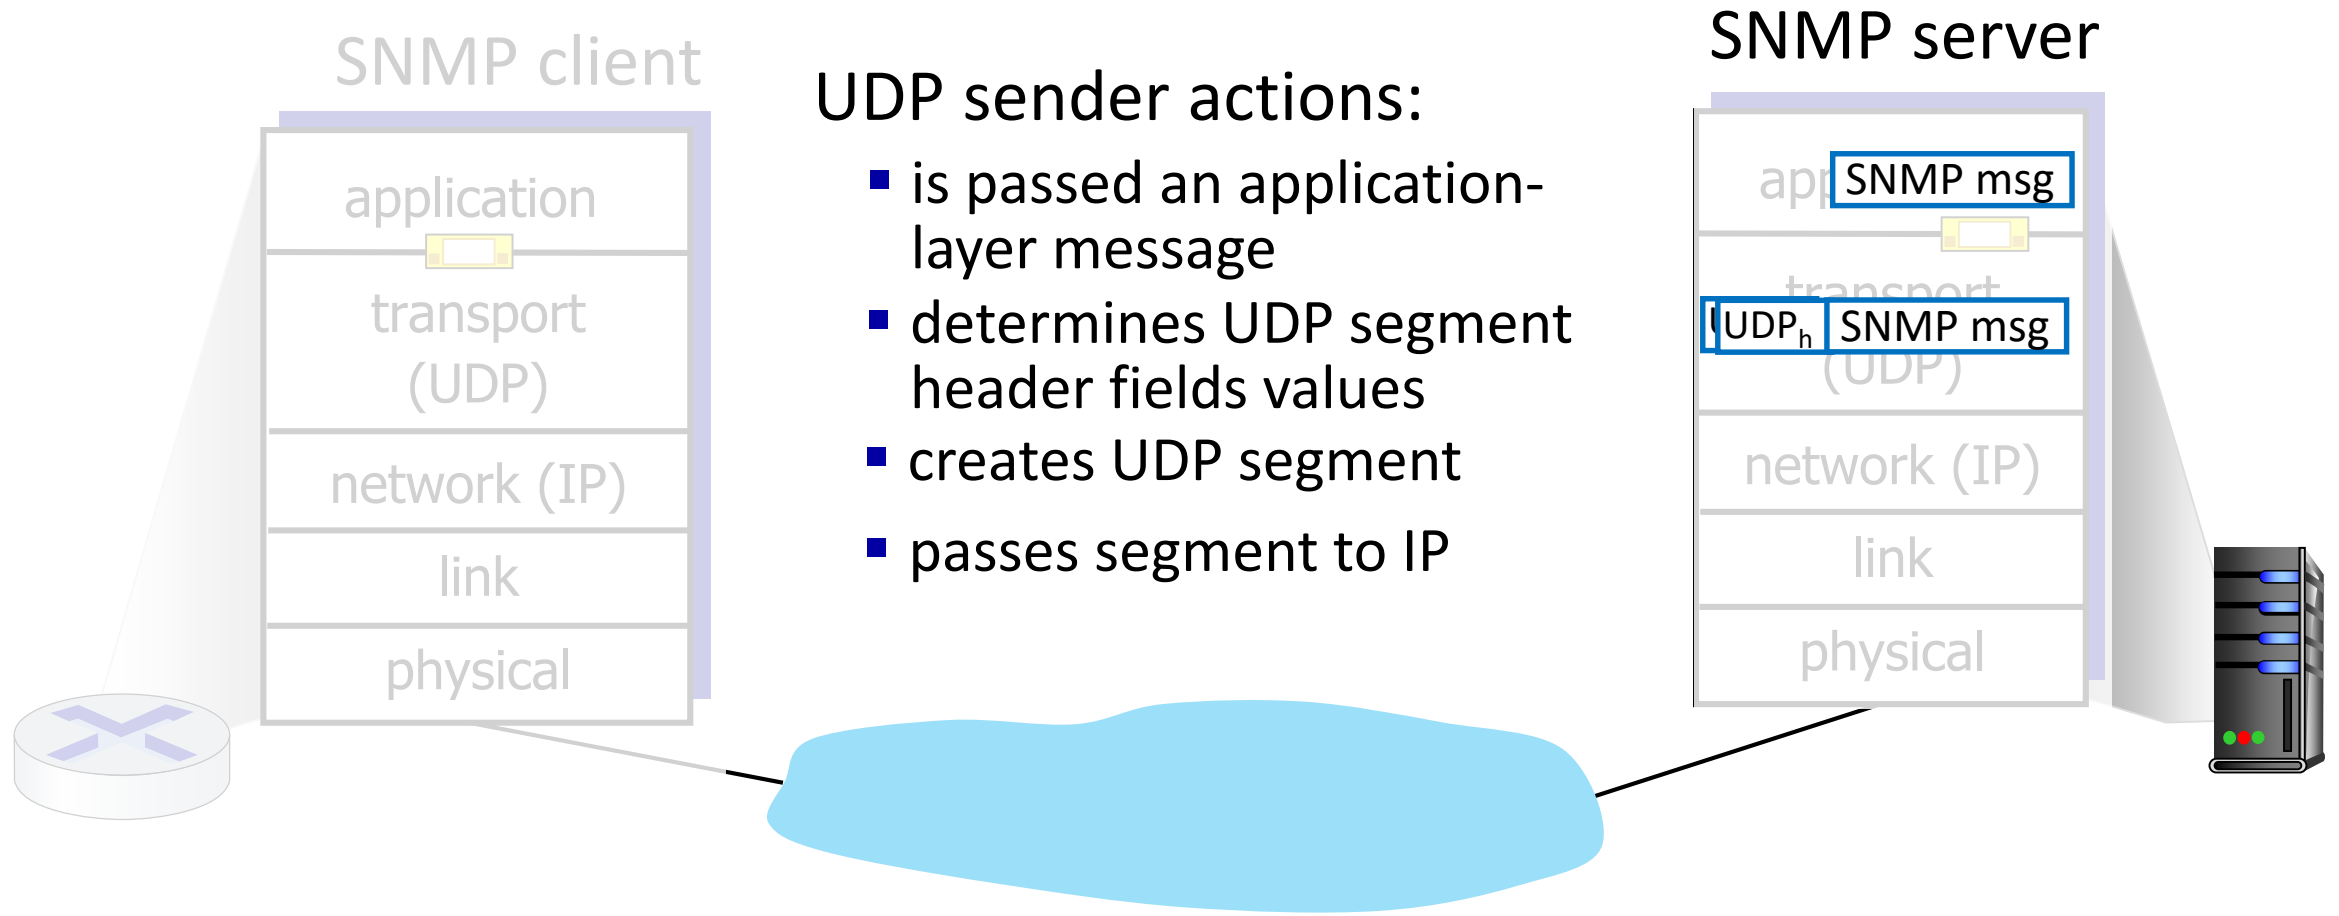 SNMP client
application
transport
(UDP)
network (IP)
link
physical
UDP sender actions:
is passed an application-
layer message
determines UDP segment
header fields values
creates UDP segment
passes segment to IP
SNMP server
SNMP msg
transport
UDPh SNMP msg
(UDP)
network (IP)
link
physical